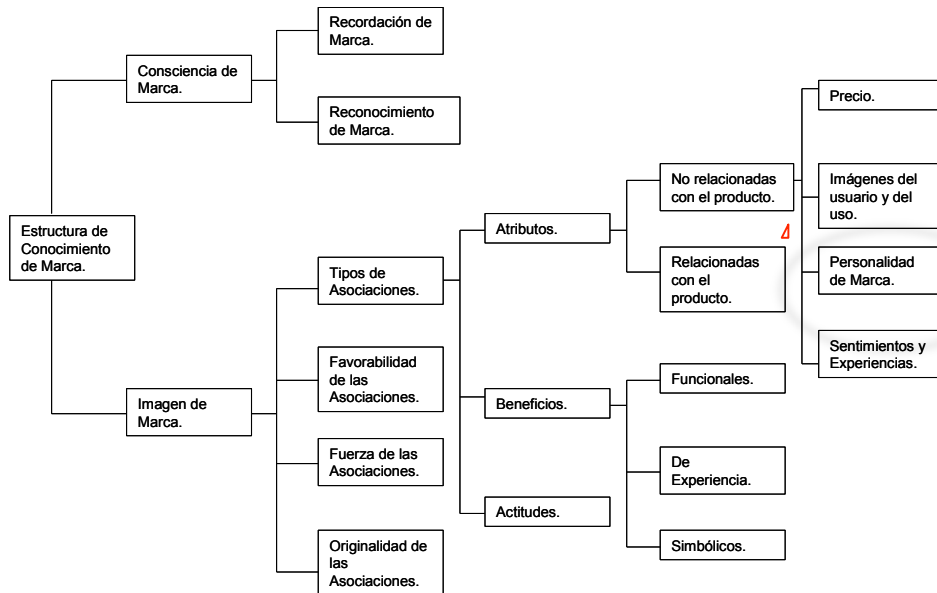 Recordación de
Marca.
Consciencia de
Marca.
Reconocimiento
de Marca.
Estructura de
Conocimiento
de Marca.
Imagen de
Marca.
Tipos de
Asociaciones.
Favorabilidad
de las
Asociaciones.
Fuerza de las
Asociaciones.
Originalidad de
las
Asociaciones.
Atributos.
Beneficios.
Actitudes.
No relacionadas
con el producto.
Relacionadas
con el
producto.
Funcionales.
De
Experiencia.
Simbólicos.
Precio.
Imágenes del
usuario y del
uso.
Personalidad
de Marca.
Sentimientos y
Experiencias.